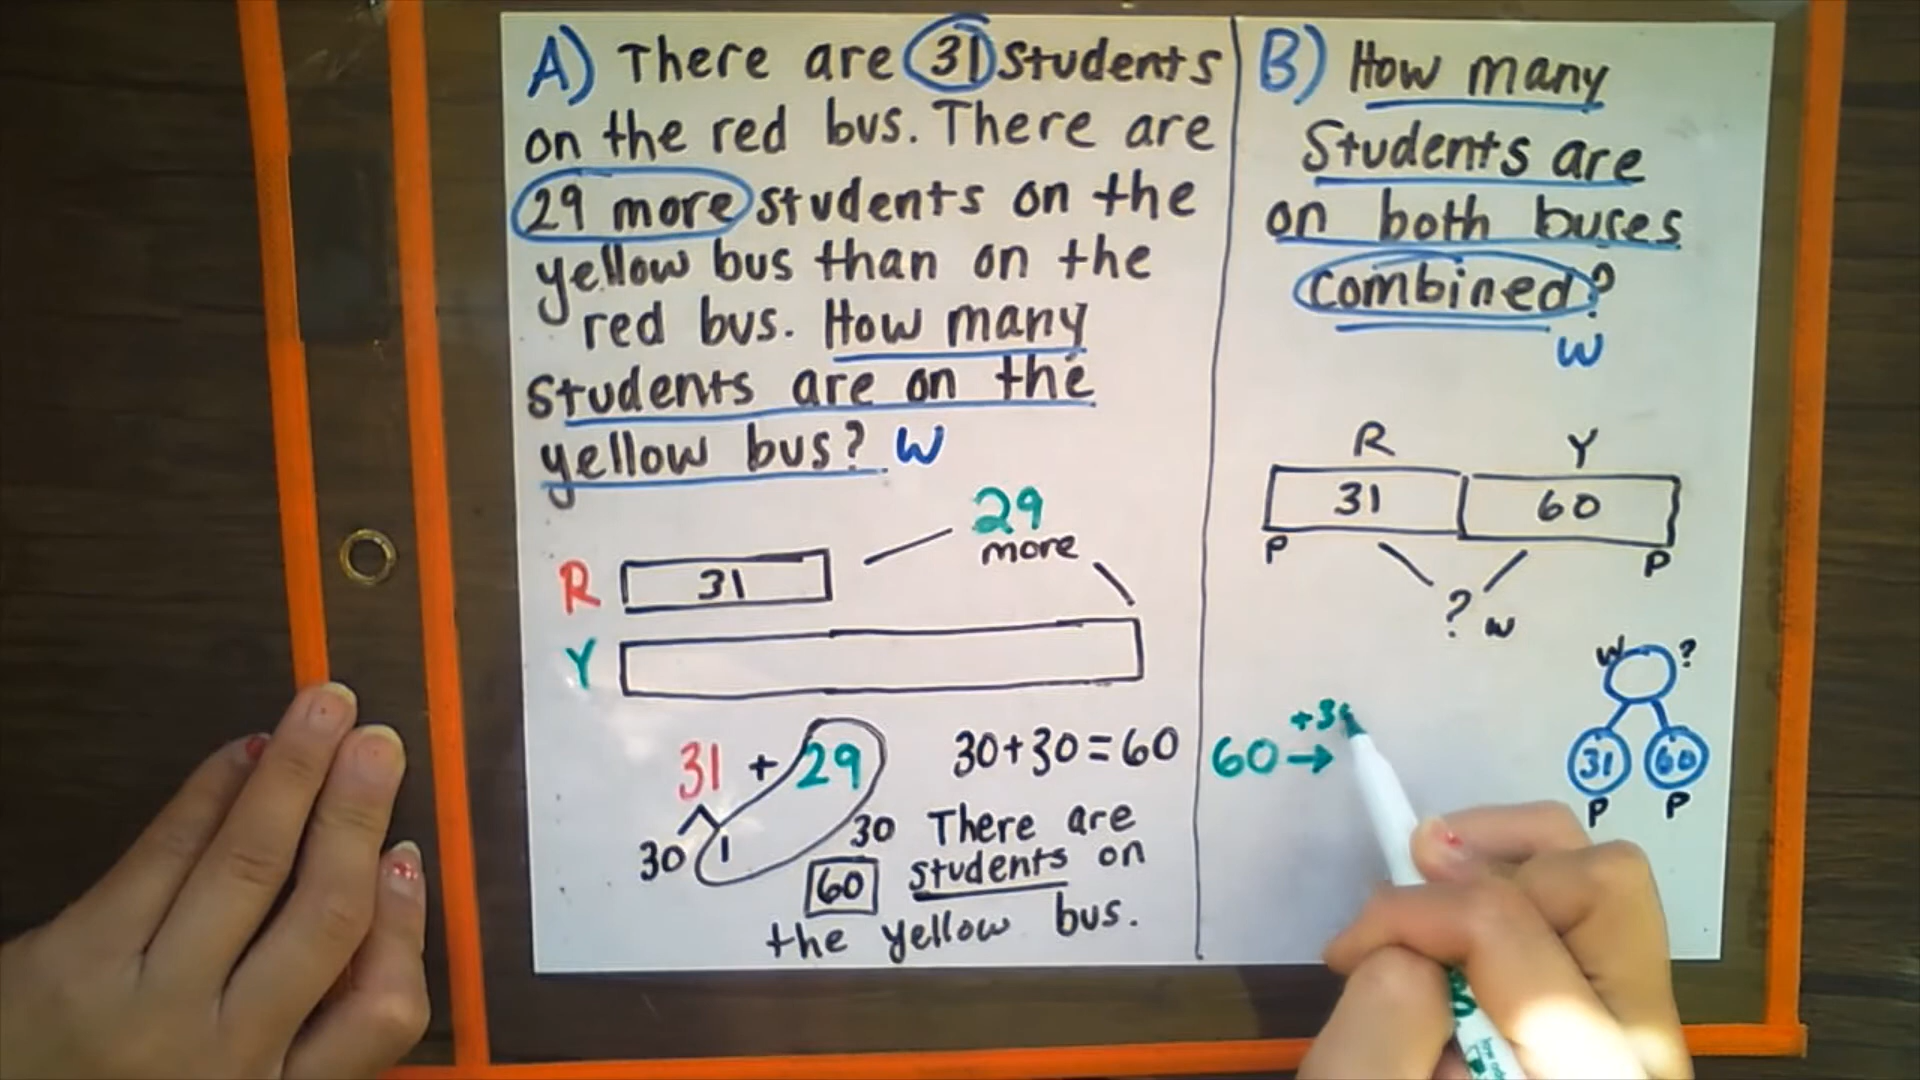 A) There are 31 students
on the red bus. There are
29 more students on the
yellow bus than on the
red bus. How many
students are on the
yellow bus? W
29
more
R 31
Y
31 + 29
30 1
30
30+30=60
There are
60 students on
the yellow bus.
B) How many
Students are
on both buses
combined?
W
R Y
31 60
P P
? W
W ?
31 60
P P
+3
60 →